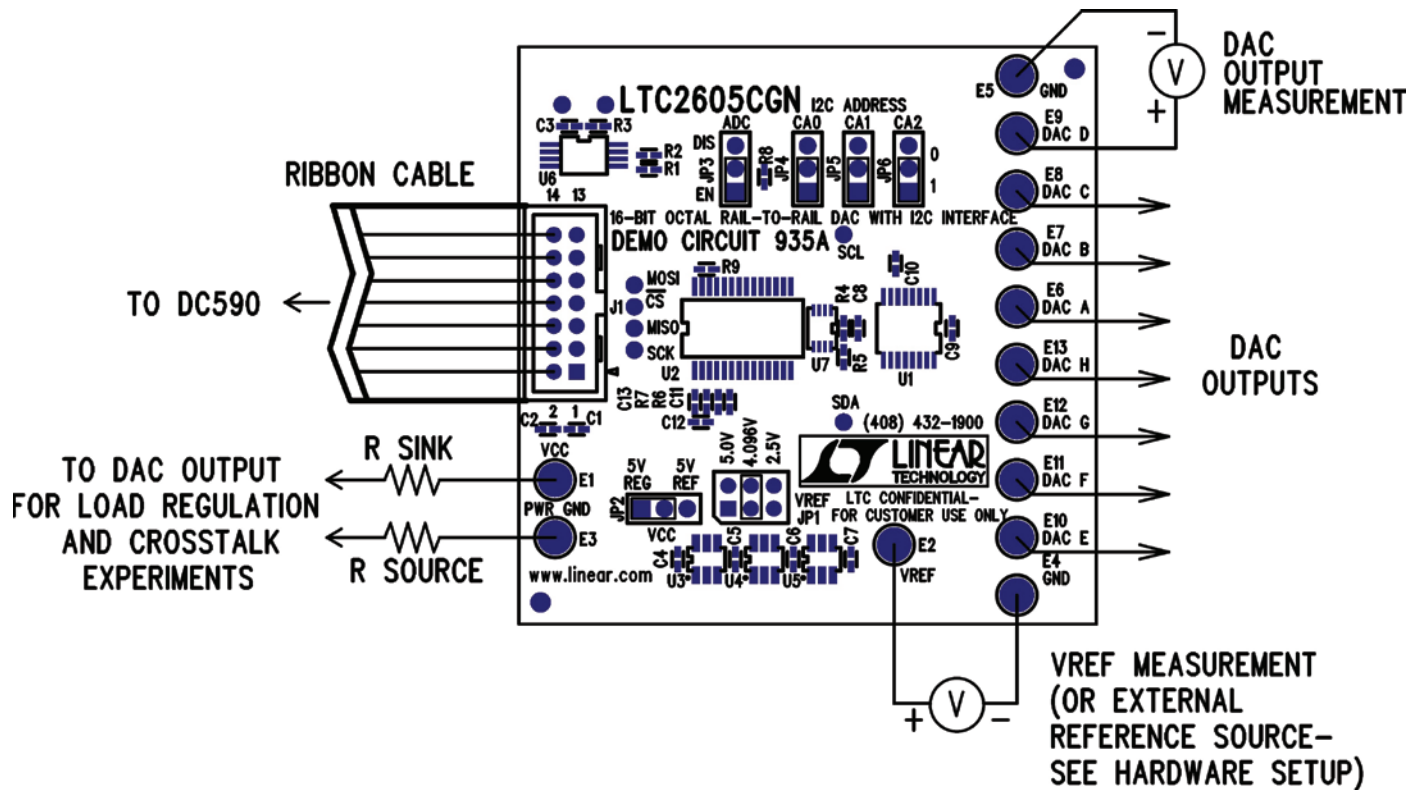 DAC
OUTPUT
MEASUREMENT
-
V
+
E5
GND
LTC2605CGN
I2C ADDRESS
ADC
CA0
CA1
CA2
C3
R3
DIS
JP3
EN
R8
JP4
JP5
JP6
0
1
R2
R1
U6
E9
DAC D
E8
DAC C
RIBBON CABLE
14 13
16-BIT OCTAL RAIL-TO-RAIL DAC WITH I2C INTERFACE
DEMO CIRCUIT 935A
SCL
E7
DAC B
R9
C10
MOSI
CS
J1
MISO
SCK
TO DC590
R4
C8
R5
U7
U2
U1
C9
E6
DAC A
E13
DAC H
DAC
OUTPUTS
C13
R7
R6
C11
C12
C2
2 1
C1
SDA
(408) 432-1900
E12
DAC G
LINEAR
TECHNOLOGY
VCC
E1
R SINK
TO DAC OUTPUT
FOR LOAD REGULATION
AND CROSSTALK
EXPERIMENTS
R SOURCE
PWR GND
E3
5V
REG
5V
REF
JP2
VCC
5.0V
4.096V
2.5V
VREF
JP1
LTC CONFIDENTIAL-
FOR CUSTOMER USE ONLY
E11
DAC F
E10
DAC E
E4
GND
C4
U3
C5
U4
C6
U5
C7
www.linear.com
E2
VREF
+
V
-
VREF MEASUREMENT
(OR EXTERNAL
REFERENCE SOURCE-
SEE HARDWARE SETUP)